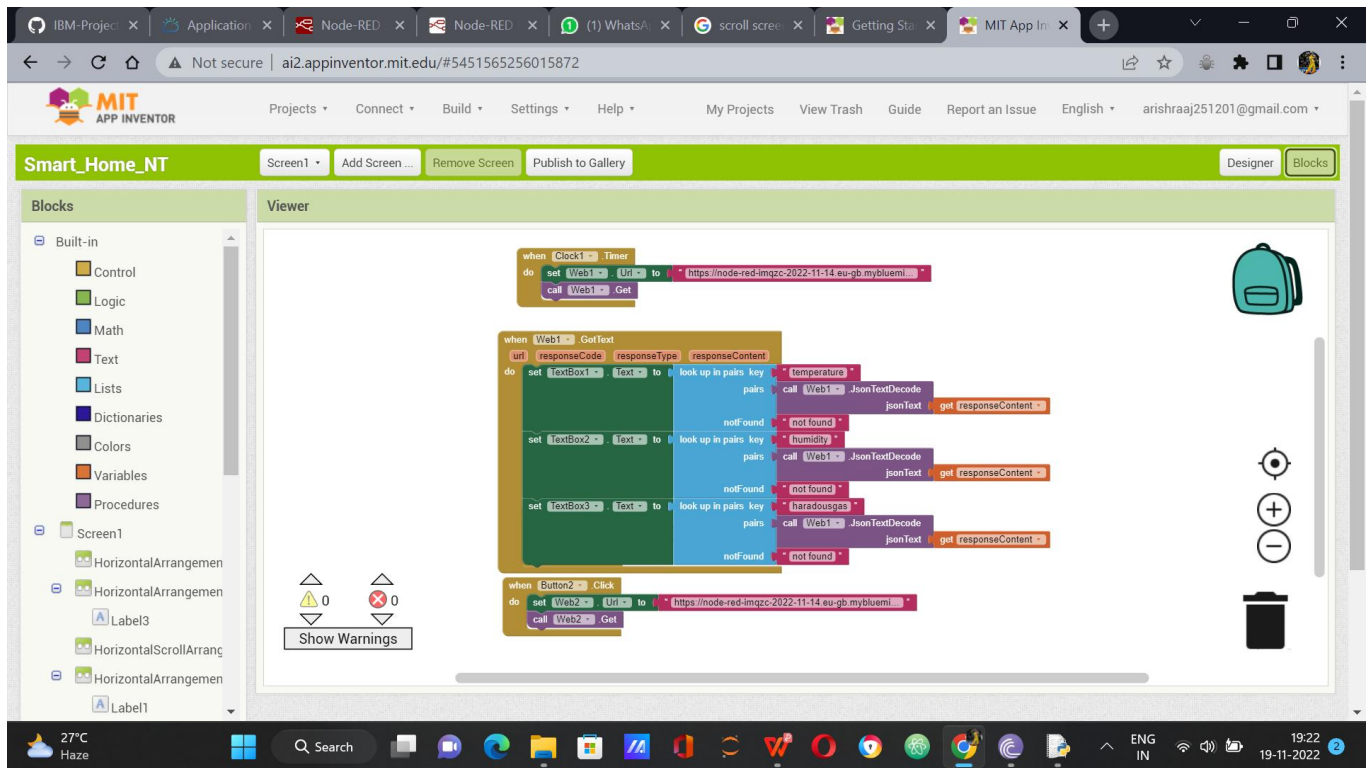 IBM-Projec
Application
Node-RED
Node-RED
(1) WhatsA
scroll scree
Getting Sta
MIT App In
Not secure | ai2.appinventor.mit.edu/#5451565256015872
MIT
APP INVENTOR
Projects
Connect
Build
Settings
Help
My Projects
View Trash
Guide
Report an Issue
English
arishraaj251201@gmail.com
Smart_Home_NT
Screen1
Add Screen ...
Remove Screen
Publish to Gallery
Designer
Blocks
Blocks
Viewer
Built-in
Control
Logic
Math
Text
Lists
Dictionaries
Colors
Variables
Procedures
Screen1
HorizontalArrangemen
HorizontalArrangemen
Label3
HorizontalScrollArrang
HorizontalArrangemen
Label1
when Clock1 .Timer
do set Web1 . Url to " https://node-red-imqzc-2022-11-14.eu-gb.mybluemi... "
call Web1 .Get
when Web1 .GotText
url responseCode responseType responseContent
do set TextBox1 . Text to look up in pairs key " temperature "
pairs call Web1 .JsonTextDecode
jsonText get responseContent
notFound " not found "
set TextBox2 . Text to look up in pairs key " humidity "
pairs call Web1 .JsonTextDecode
jsonText get responseContent
notFound " not found "
set TextBox3 . Text to look up in pairs key " haradousgas "
pairs call Web1 .JsonTextDecode
jsonText get responseContent
notFound " not found "
when Button2 .Click
do set Web2 . Url to " https://node-red-imqzc-2022-11-14.eu-gb.mybluemi... "
call Web2 .Get
0
0
Show Warnings
27°C
Haze
Search
ENG
IN
19:22
19-11-2022
2